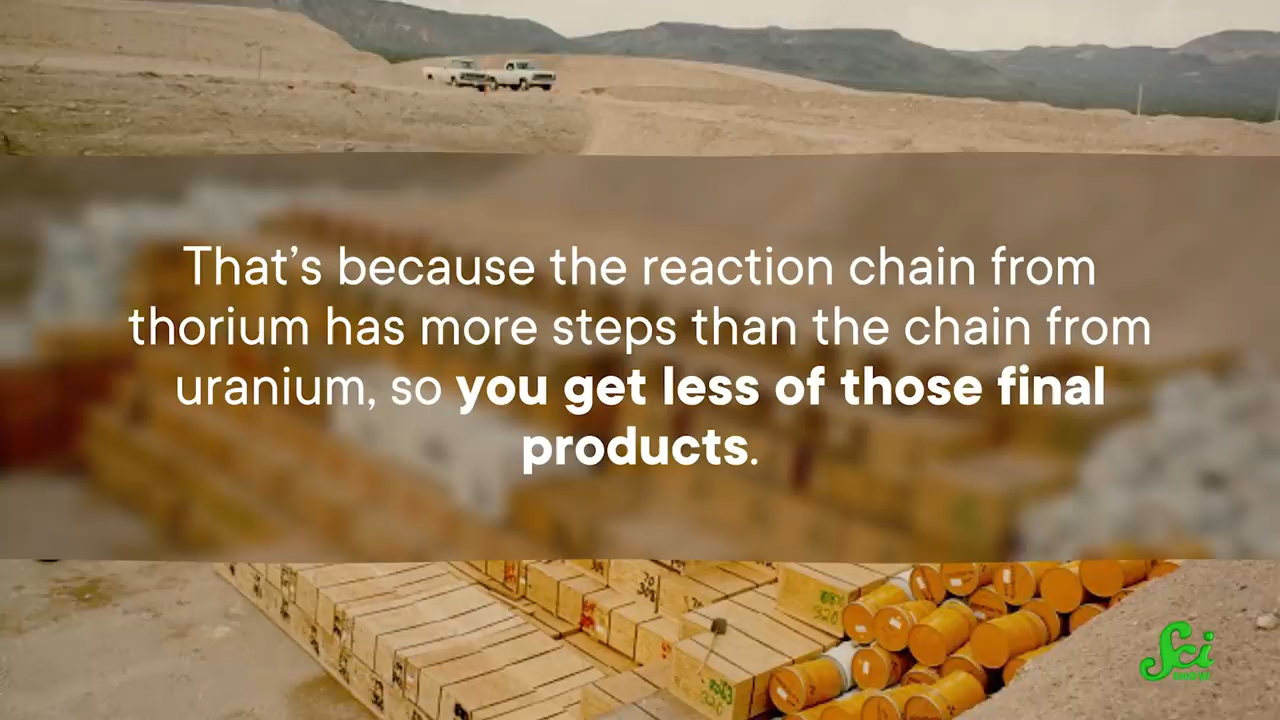 That’s because the reaction chain from
thorium has more steps than the chain from
uranium, so you get less of those final
products.
Sci